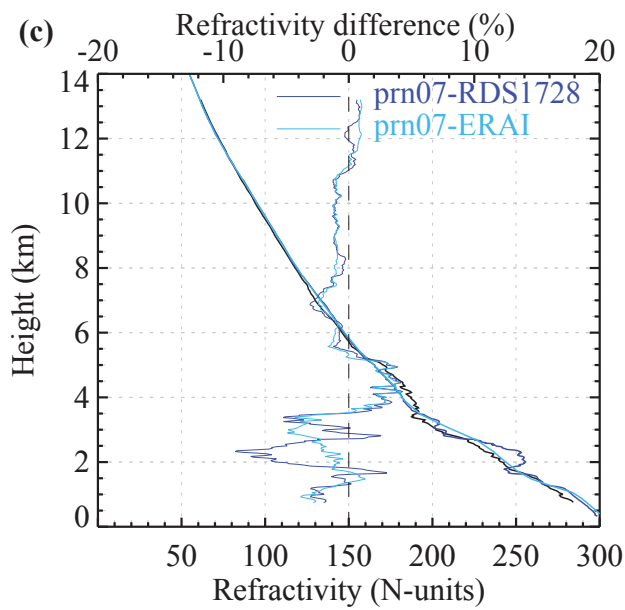 (c)
Refractivity difference (%)
-20 -10 0 10 20
prn07-RDS1728
prn07-ERAI
14
12
10
8
6
4
2
0
Height (km)
50 100 150 200 250 300
Refractivity (N-units)